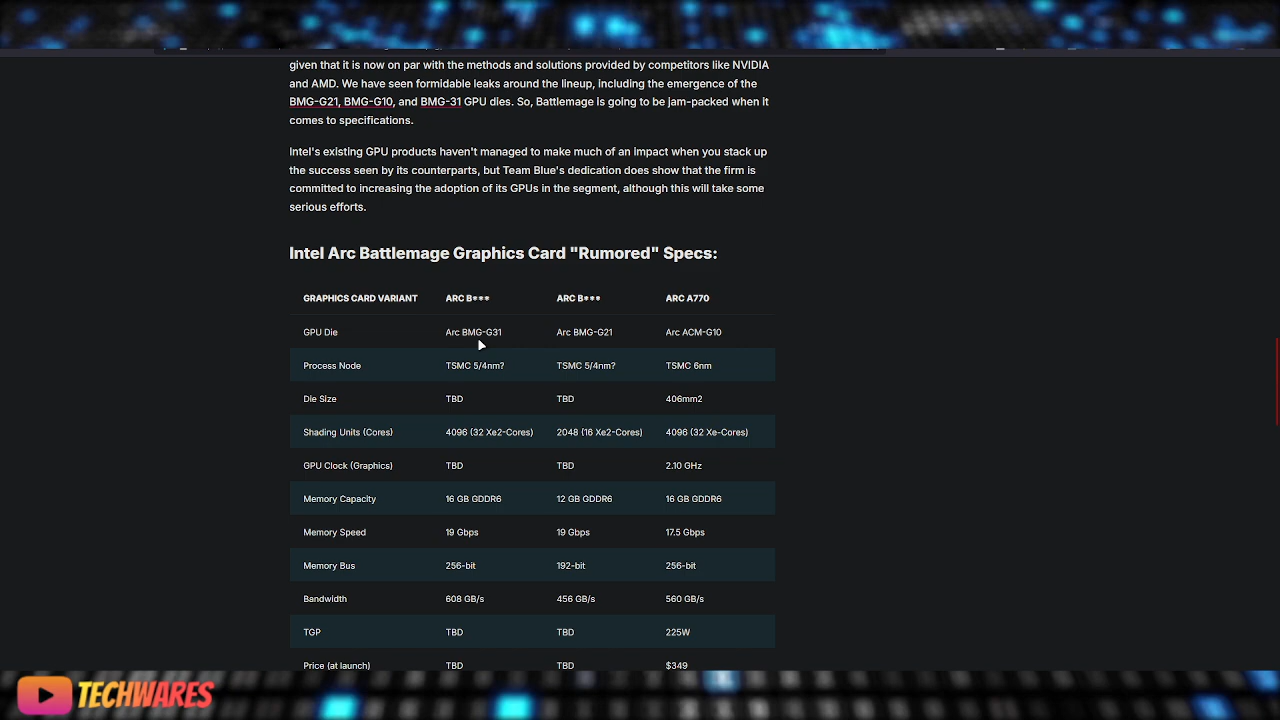 given that it is now on par with the methods and solutions provided by competitors like NVIDIA
and AMD. We have seen formidable leaks around the lineup, including the emergence of the
BMG-G21, BMG-G10, and BMG-31 GPU dies. So, Battlemage is going to be jam-packed when it
comes to specifications.
Intel's existing GPU products haven't managed to make much of an impact when you stack up
the success seen by its counterparts, but Team Blue's dedication does show that the firm is
committed to increasing the adoption of its GPUs in the segment, although this will take some
serious efforts.
Intel Arc Battlemage Graphics Card "Rumored" Specs:
GRAPHICS CARD VARIANT ARC B*** ARC B*** ARC A770
GPU Die Arc BMG-G31 Arc BMG-G21 Arc ACM-G10
Process Node TSMC 5/4nm? TSMC 5/4nm? TSMC 6nm
Die Size TBD TBD 406mm2
Shading Units (Cores) 4096 (32 Xe2-Cores) 2048 (16 Xe2-Cores) 4096 (32 Xe-Cores)
GPU Clock (Graphics) TBD TBD 2.10 GHz
Memory Capacity 16 GB GDDR6 12 GB GDDR6 16 GB GDDR6
Memory Speed 19 Gbps 19 Gbps 17.5 Gbps
Memory Bus 256-bit 192-bit 256-bit
Bandwidth 608 GB/s 456 GB/s 560 GB/s
TGP TBD TBD 225W
Price (at launch) TBD TBD $349
TECHWARES